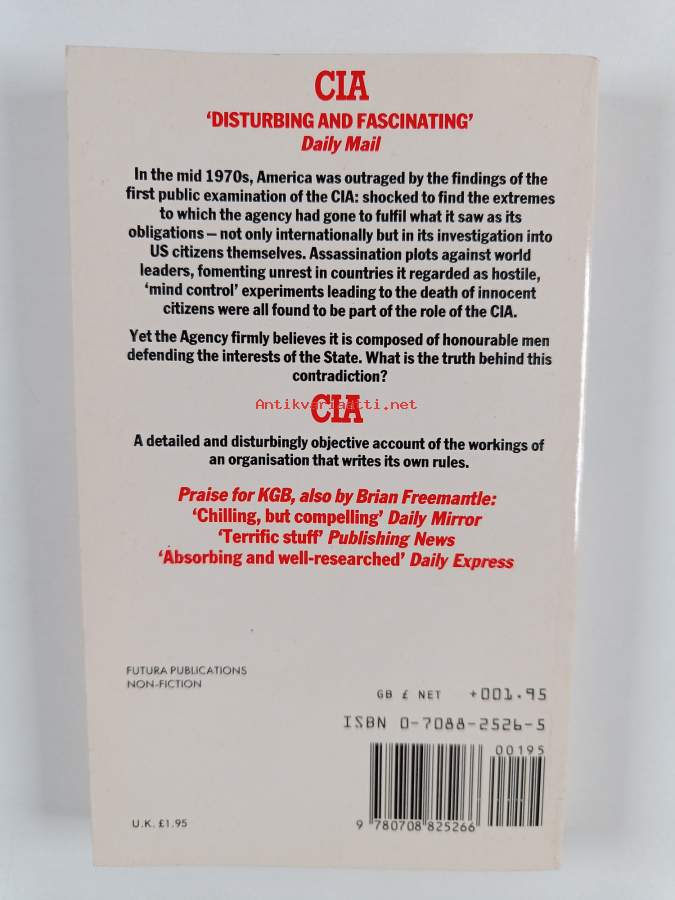 CIA
‘DISTURBING AND FASCINATING’
Daily Mail
In the mid 1970s, America was outraged by the findings of the
first public examination of the CIA: shocked to find the extremes
to which the agency had gone to fulfil what it saw as its
obligations — not only internationally but in its investigation into
US citizens themselves. Assassination plots against world
leaders, fomenting unrest in countries it regarded as hostile,
‘mind control’ experiments leading to the death of innocent
citizens were all found to be part of the role of the CIA.
Yet the Agency firmly believes it is composed of honourable men
defending the interests of the State. What is the truth behind this
contradiction?
Antikvariaatti.net
CIA
A detailed and disturbingly objective account of the workings of
an organisation that writes its own rules.
Praise for KGB, also by Brian Freemantle:
‘Chilling, but compelling’ Daily Mirror
‘Terrific stuff’ Publishing News
‘Absorbing and well-researched’ Daily Express
FUTURA PUBLICATIONS
NON-FICTION
GB £ NET +001.95
ISBN 0-7088-2526-5
00195
9 780708 825266
U.K. £1.95